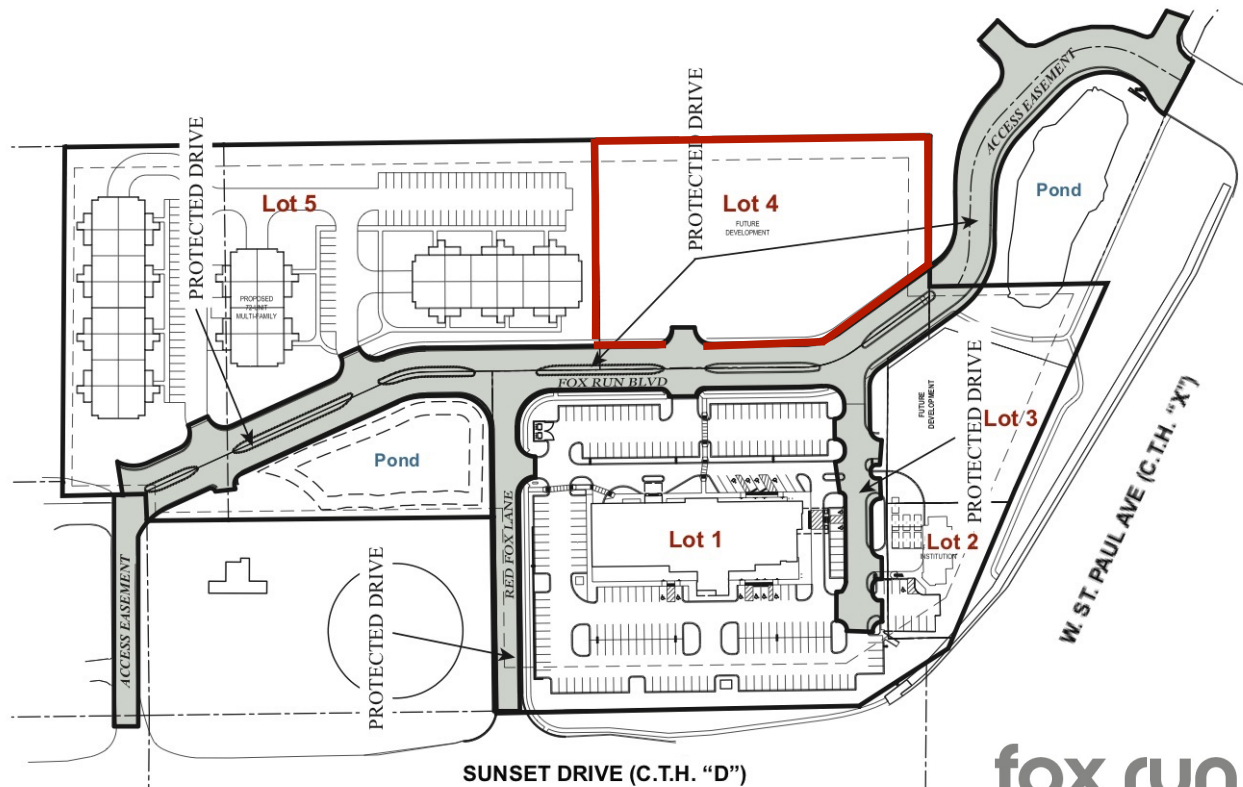 PROTECTED DRIVE
ACCESS EASEMENT
PROTECTED DRIVE
Lot 5
Lot 4
FUTURE
DEVELOPMENT
Pond
PROPOSED
72-UNIT
MULTI-FAMILY
FOX RUN BLVD
PROTECTED DRIVE
FUTURE
DEVELOPMENT
Lot 3
W. ST. PAUL AVE (C.T.H. "X")
Pond
RED FOX LANE
Lot 1
Lot 2
INSTITUTION
PROTECTED DRIVE
ACCESS EASEMENT
SUNSET DRIVE (C.T.H. “D”)
fox run